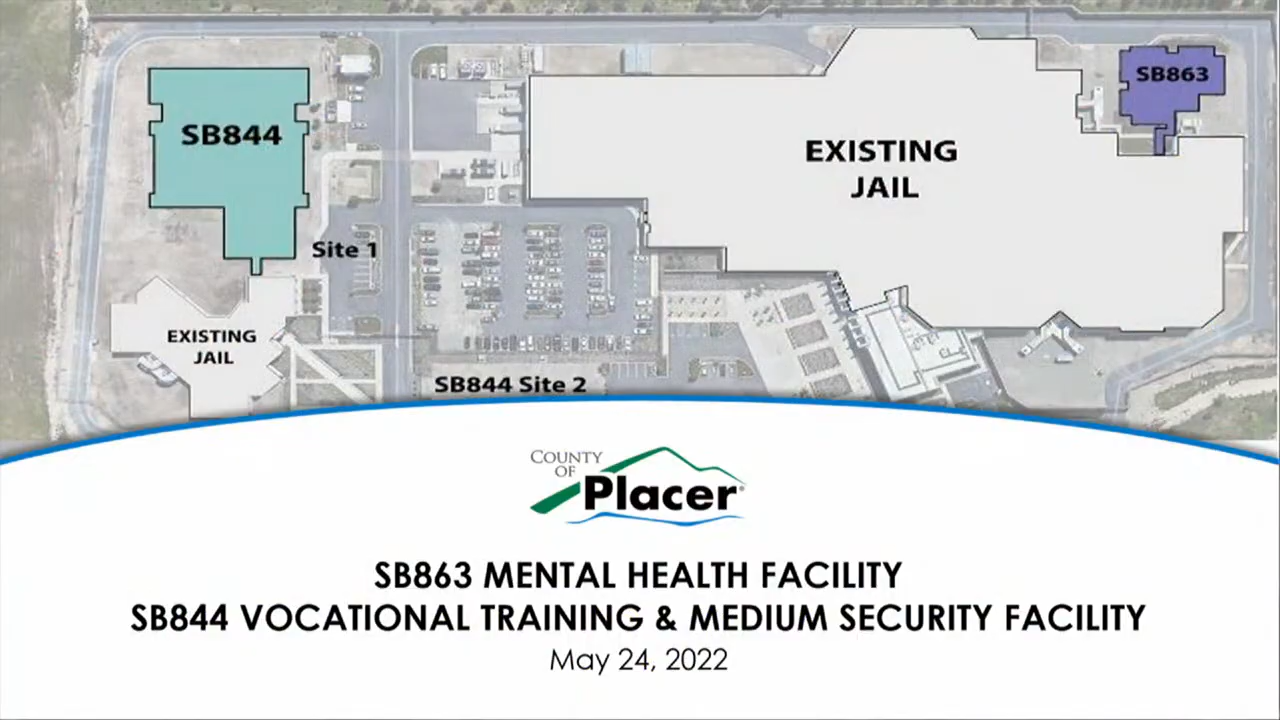 SB844
SB863
EXISTING
JAIL
Site 1
EXISTING
JAIL
SB844 Site 2
COUNTY
OF
Placer
SB863 MENTAL HEALTH FACILITY
SB844 VOCATIONAL TRAINING & MEDIUM SECURITY FACILITY
May 24, 2022